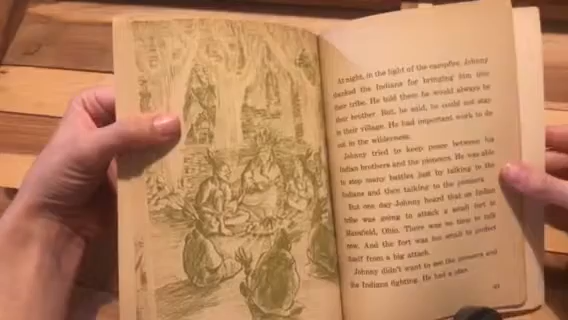 At night, in the light of the campfire, Johnny
thanked the Indians for bringing him into
their tribe. He told them he would always be
their brother. But, he said, he could not stay
in their village. He had important work to do
out in the wilderness.
Johnny tried to keep peace between his
Indian brothers and the pioneers. He was able
to stop many battles just by talking to the
Indians and then talking to the pioneers.
But one day Johnny heard that an Indian
tribe was going to attack a small fort in
Mansfield, Ohio. There was no time to talk
now. And the fort was too small to protect
itself from a big attack.
Johnny didn't want to see the pioneers and
the Indians fighting. He had a plan.